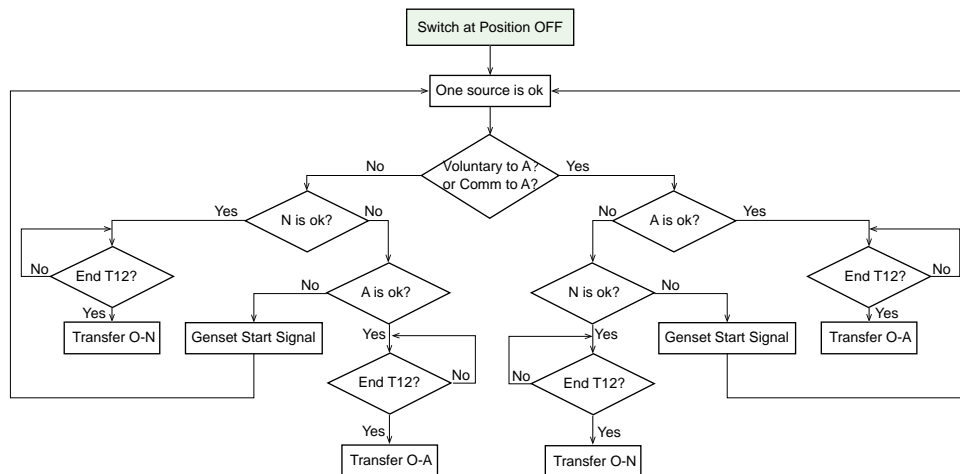 Switch at Position OFF
One source is ok
Voluntary to A?
or Comm to A?
No
Yes
N is ok?
Yes
No
A is ok?
No
Yes
End T12?
No
Yes
Transfer O-N
A is ok?
No
Yes
Genset Start Signal
End T12?
No
Yes
Transfer O-A
N is ok?
No
Yes
Genset Start Signal
End T12?
No
Yes
Transfer O-N
End T12?
No
Yes
Transfer O-A